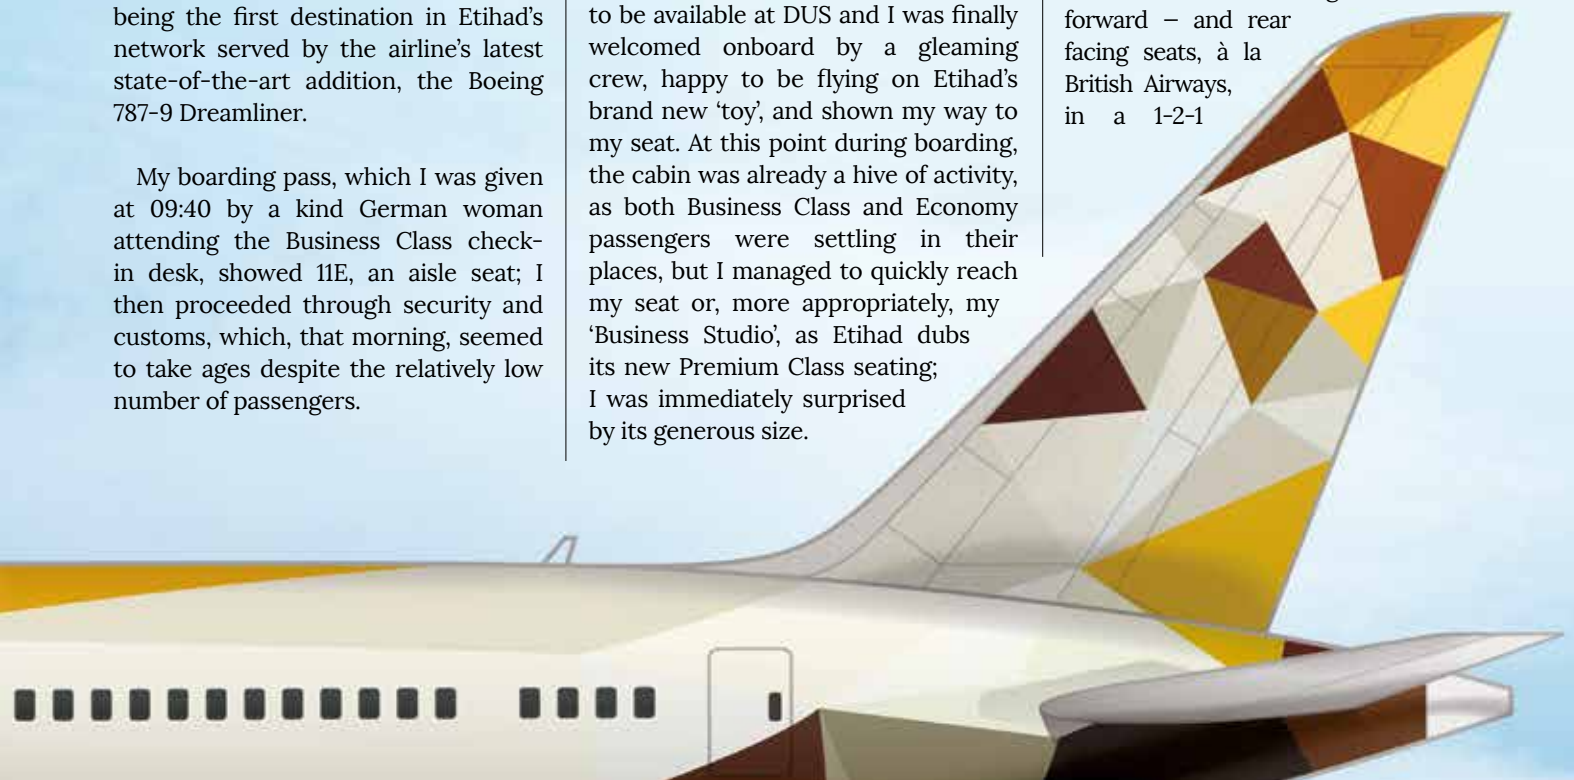 being the first destination in Etihad's
network served by the airline's latest
state-of-the-art addition, the Boeing
787-9 Dreamliner.
My boarding pass, which I was given
at 09:40 by a kind German woman
attending the Business Class check-
in desk, showed 11E, an aisle seat; I
then proceeded through security and
customs, which, that morning, seemed
to take ages despite the relatively low
number of passengers.
to be available at DUS and I was finally
welcomed onboard by a gleaming
crew, happy to be flying on Etihad's
brand new ‘toy’, and shown my way to
my seat. At this point during boarding,
the cabin was already a hive of activity,
as both Business Class and Economy
passengers were settling in their
places, but I managed to quickly reach
my seat or, more appropriately, my
‘Business Studio’, as Etihad dubs
its new Premium Class seating;
I was immediately surprised
by its generous size.
forward – and rear
facing seats, à la
British Airways,
in a 1-2-1